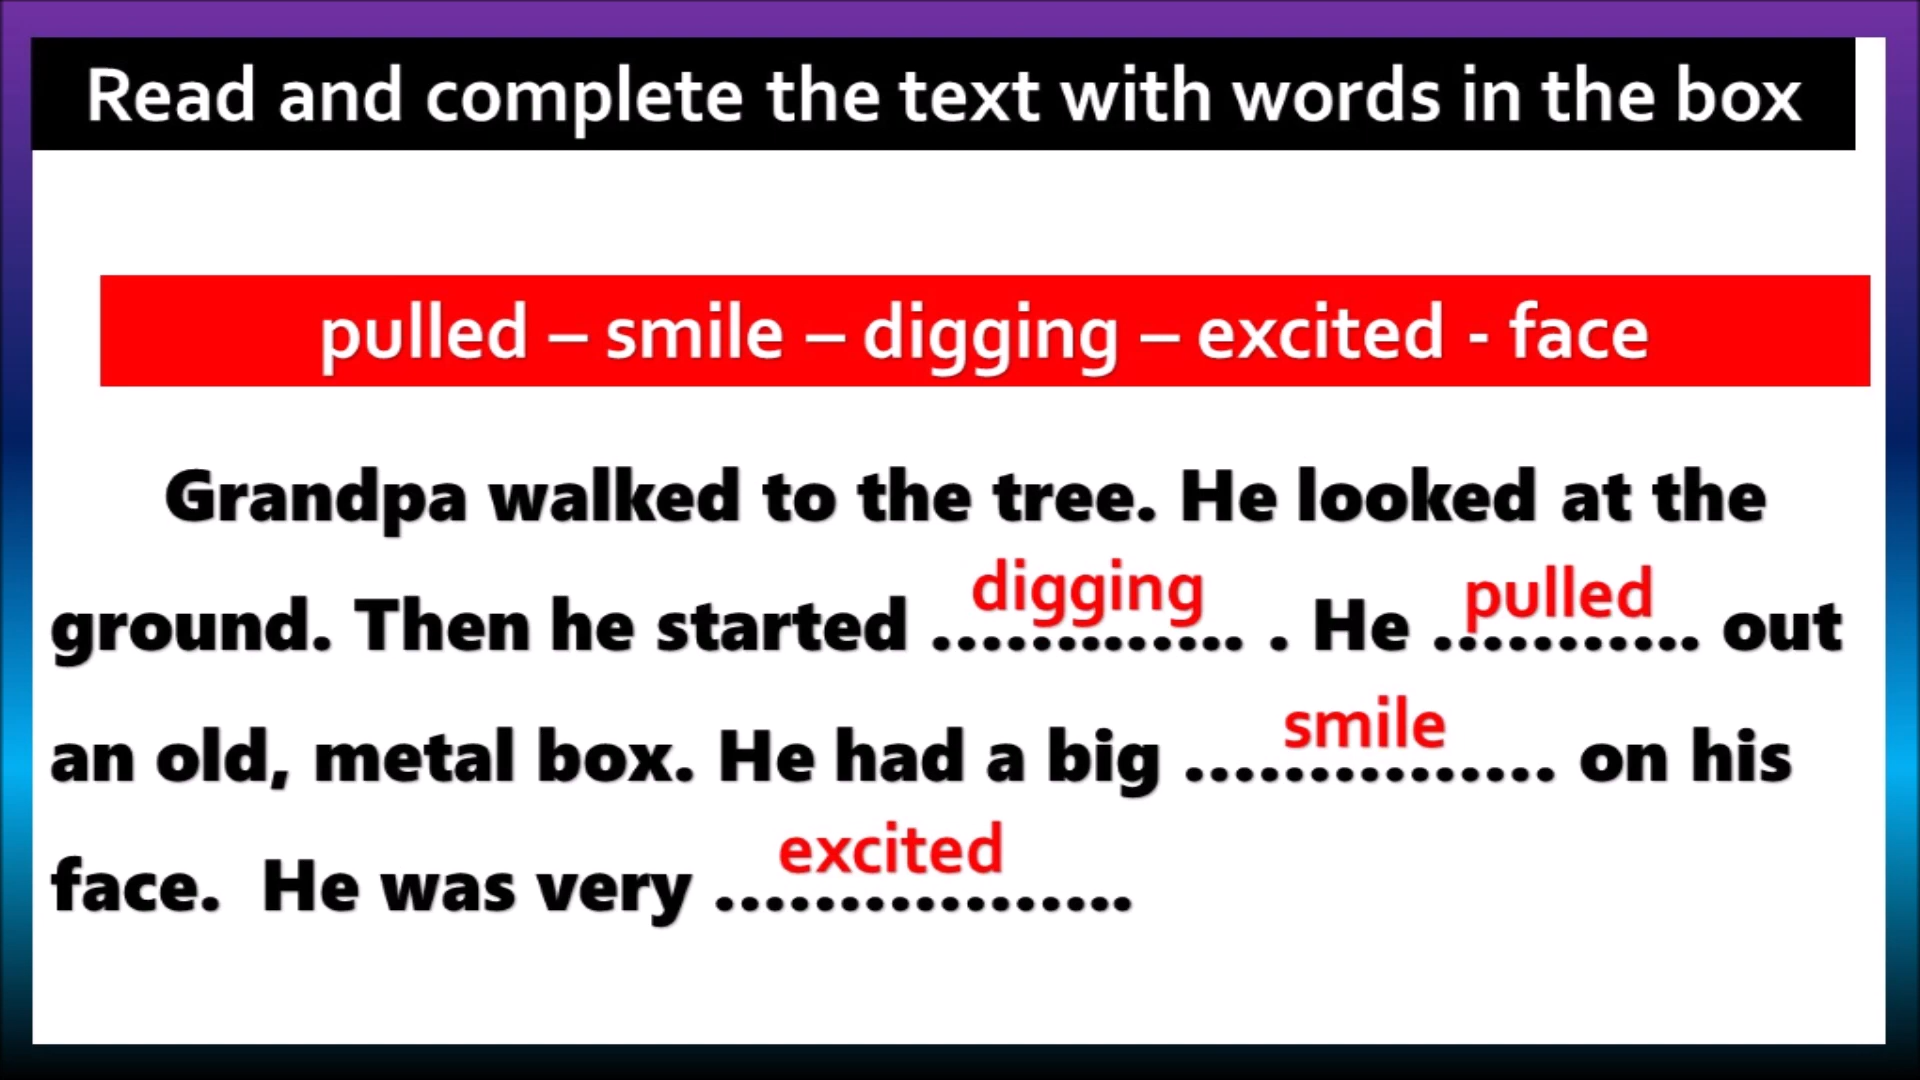 Read and complete the text with words in the box
pulled – smile – digging – excited - face
Grandpa walked to the tree. He looked at the
ground. Then he started digging ............. . He pulled ........... out
an old, metal box. He had a big smile ............... on his
face. He was very excited .................